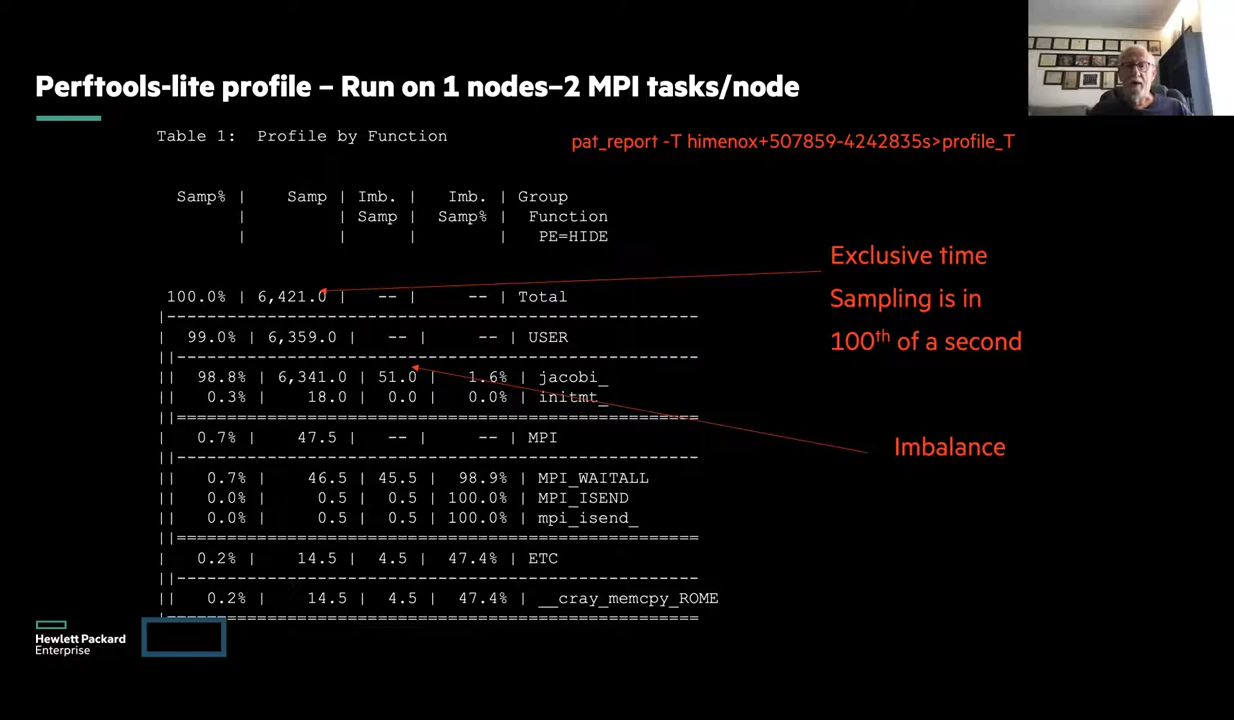 Perftools-lite profile – Run on 1 nodes–2 MPI tasks/node
Table 1:  Profile by Function
pat_report -T himenox+507859-4242835s>profile_T
Samp% |    Samp | Imb. |   Imb. | Group
|         | Samp | Samp% |  Function
|         |      |       |   PE=HIDE
100.0% | 6,421.0 |  -- |     -- | Total
|-----------------------------------------------------
|  99.0% | 6,359.0 |   -- |     -- | USER
||----------------------------------------------------
||  98.8% | 6,341.0 | 51.0 |   1.6% | jacobi_
||   0.3% |    18.0 |  0.0 |   0.0% | initmt_
||====================================================
|   0.7% |    47.5 |   -- |     -- | MPI
||----------------------------------------------------
||   0.7% |    46.5 | 45.5 |  98.9% | MPI_WAITALL
||   0.0% |     0.5 |  0.5 | 100.0% | MPI_ISEND
||   0.0% |     0.5 |  0.5 | 100.0% | mpi_isend_
||====================================================
|   0.2% |    14.5 |  4.5 |  47.4% | ETC
||----------------------------------------------------
||   0.2% |    14.5 |  4.5 |  47.4% | __cray_memcpy_ROME
||====================================================
Exclusive time
Sampling is in
100th of a second
Imbalance
Hewlett Packard
Enterprise